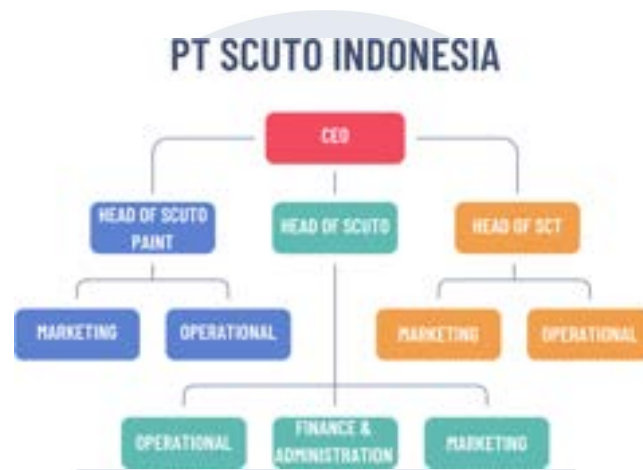 PT SCUTO INDONESIA
CEO
HEAD OF SCUTO
PAINT
HEAD OF SCUTO
HEAD OF SCT
MARKETING
OPERATIONAL
MARKETING
OPERATIONAL
OPERATIONAL
FINANCE &
ADMINISTRATION
MARKETING